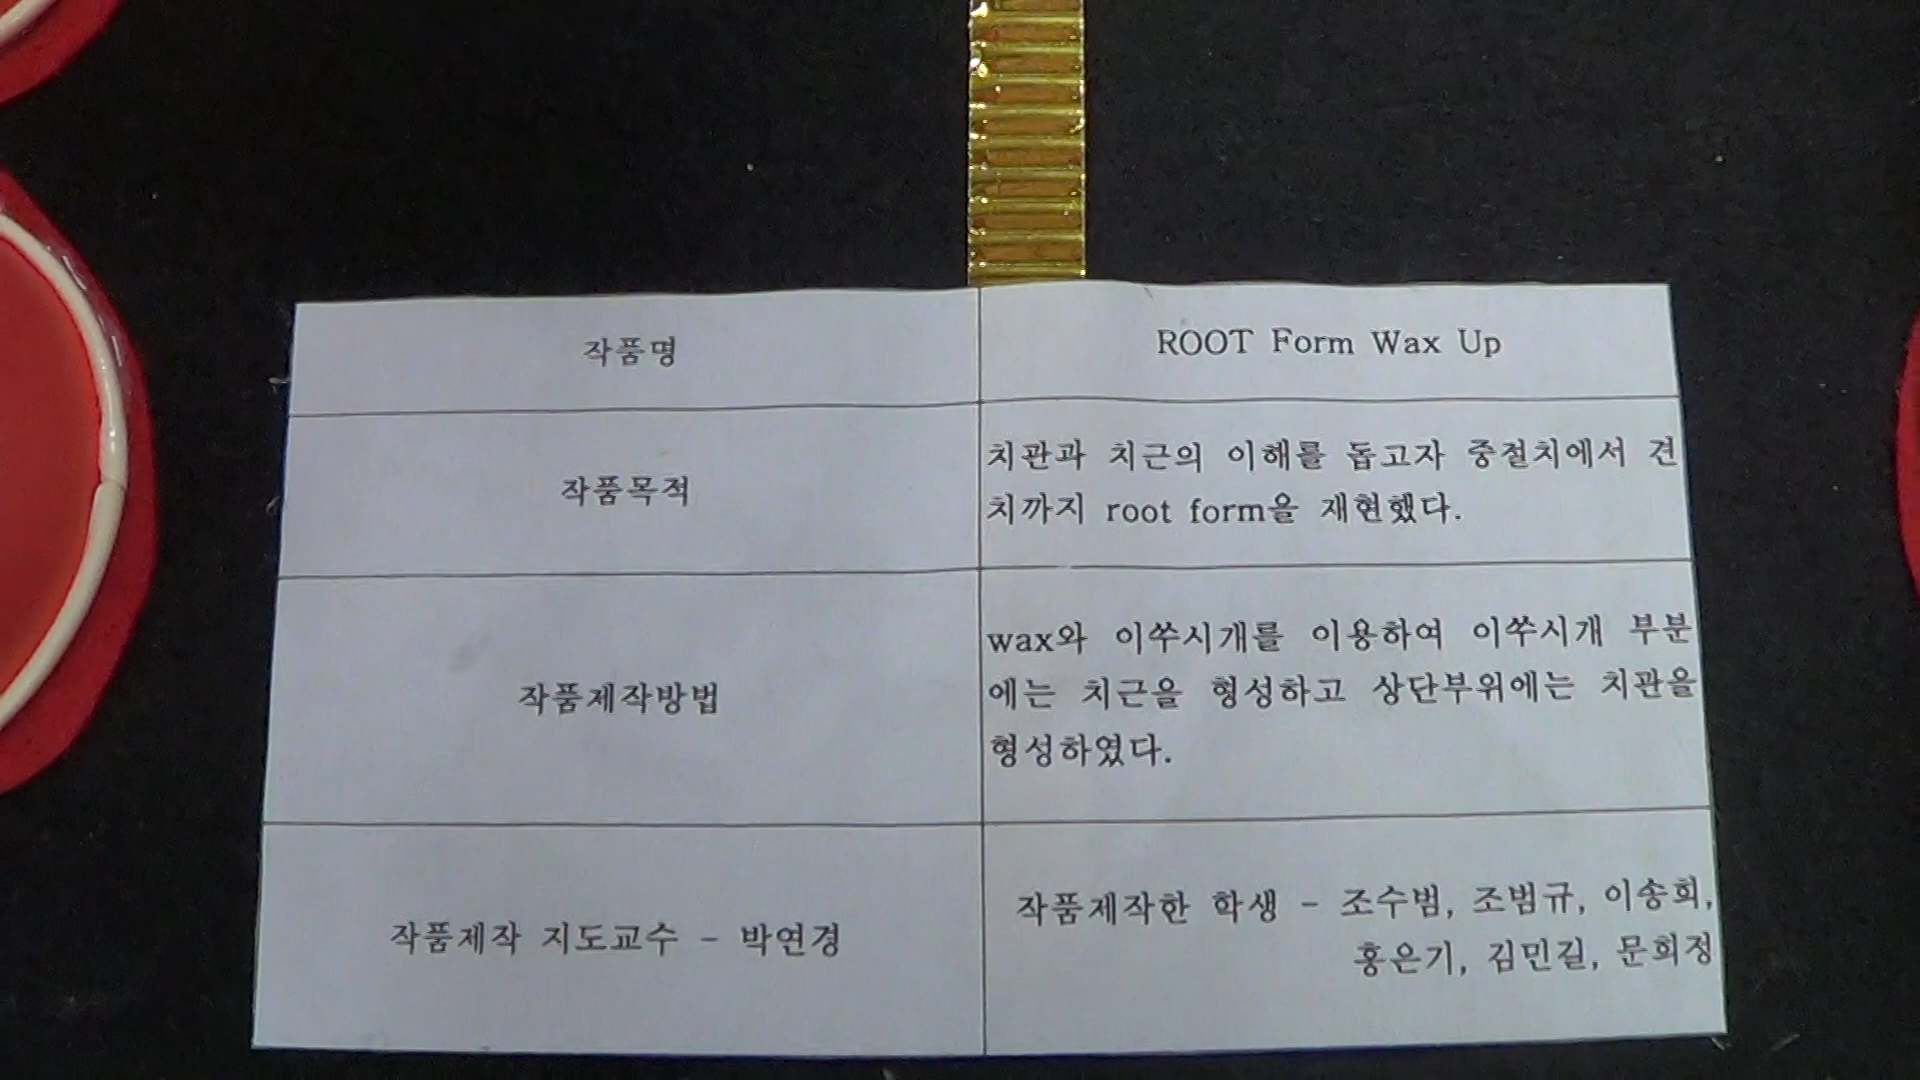 작품명
ROOT Form Wax Up
작품목적
치관과 치근의 이해를 돕고자 중절치에서 견
치까지 root form을 재현했다.
작품제작방법
wax와 이쑤시개를 이용하여 이쑤시개 부분
에는 치근을 형성하고 상단부위에는 치관을
형성하였다.
작품제작 지도교수 - 박연경
작품제작한 학생 - 조수범, 조범규, 이송희,
홍은기, 김민길, 문희정